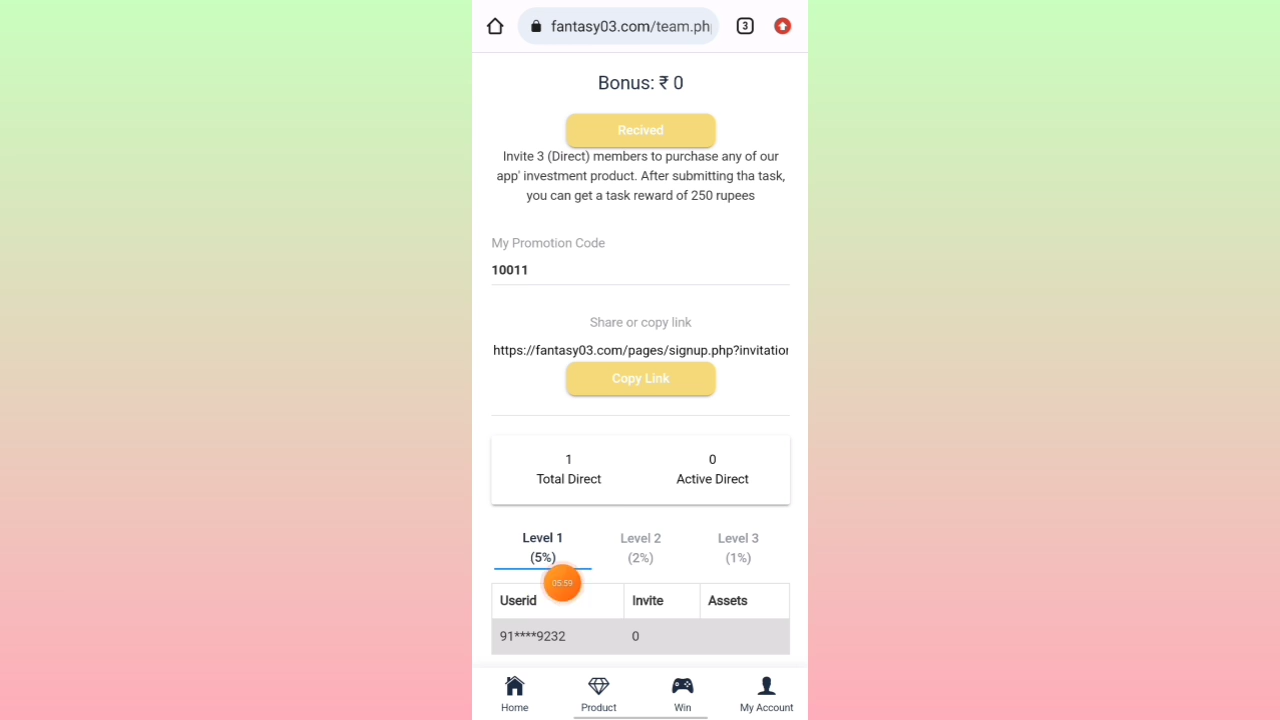 fantasy03.com/team.ph
3
Bonus: ₹ 0
Recived
Invite 3 (Direct) members to purchase any of our
app' investment product. After submitting tha task,
you can get a task reward of 250 rupees
My Promotion Code
10011
Share or copy link
https://fantasy03.com/pages/signup.php?invitation
Copy Link
1 0
Total Direct Active Direct
Level 1 Level 2 Level 3
(5%) (2%) (1%)
05:59
Userid Invite Assets
91****9232 0
Home Product Win My Account